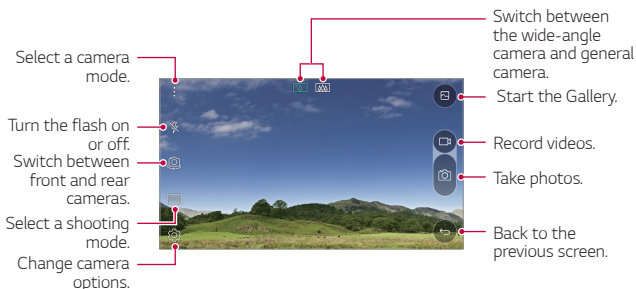 Select a camera
mode.
Turn the flash on
or off.
Switch between
front and rear
cameras.
Select a shooting
mode.
Change camera
options.
Switch between
the wide-angle
camera and general
camera.
Start the Gallery.
Record videos.
Take photos.
Back to the
previous screen.